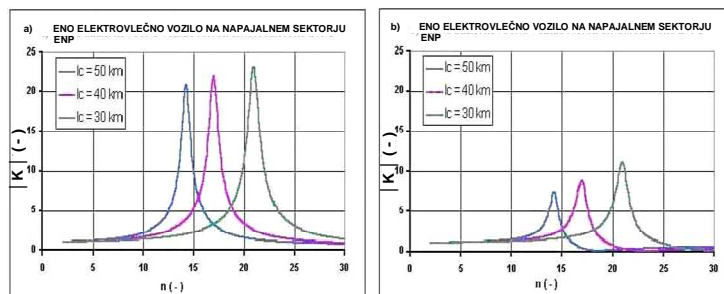 a) ENO ELEKTROVLEČNO VOZILO NA NAPAJALNEM SEKTORJU
ENP
25
20
15
10
5
0
|K| (-)
lc = 50 km
lc = 40 km
lc = 30 km
0 5 10 15 20 25 30
n (-)
b) ENO ELEKTROVLEČNO VOZILO NA NAPAJALNEM SEKTORJU
ENP
25
20
15
10
5
0
|K| (-)
lc = 50 km
lc = 40 km
lc = 30 km
0 5 10 15 20 25 30
n (-)